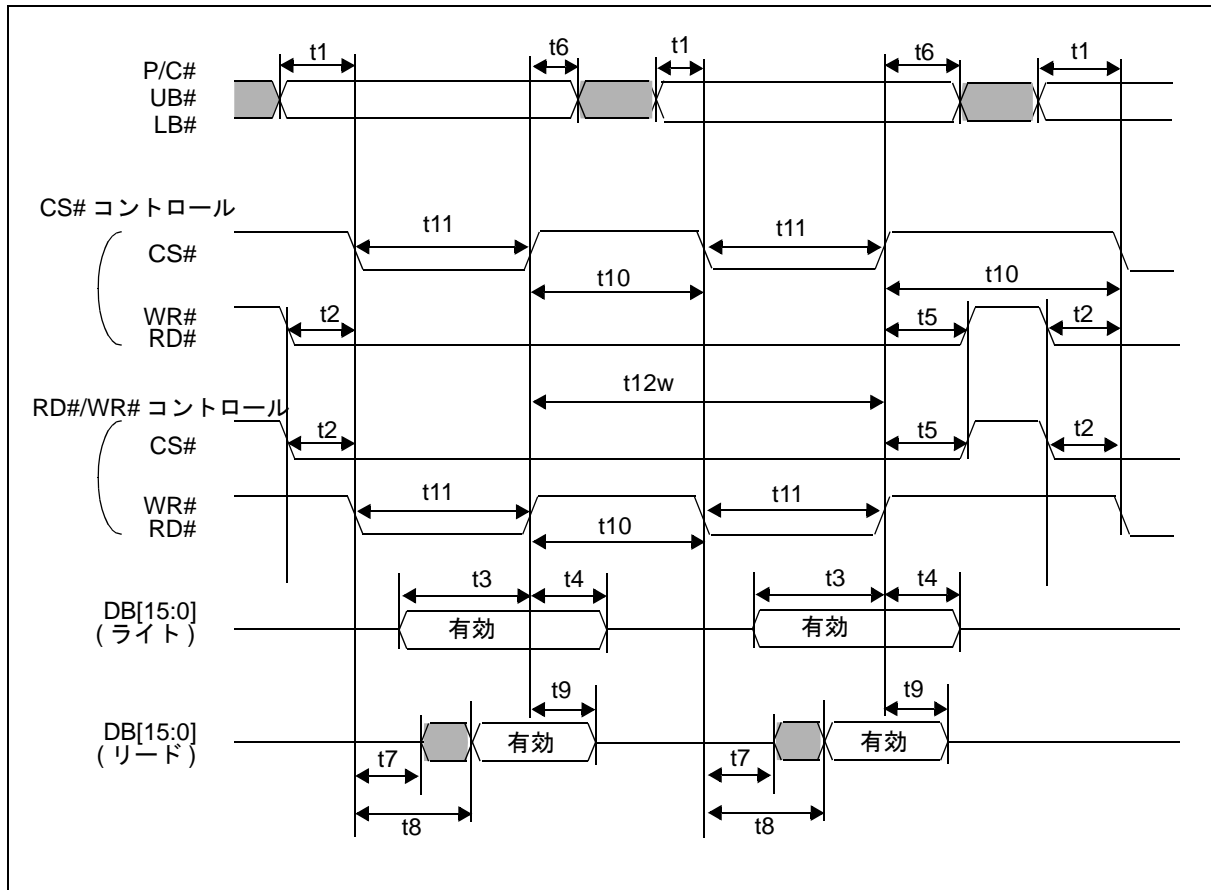 t1 t6 t1 t6 t1
P/C#
UB#
LB#
CS# コントロール
t11 t11
CS#
t10 t10
WR#
RD#
t2 t5 t2
t12w
RD#/WR# コントロール
t2 t5 t2
CS#
WR#
RD#
t11 t11
t10
t3 t4 t3 t4
DB[15:0]
( ライト )
有効 有効
t9 t9
DB[15:0]
( リード )
有効 有効
t7 t7
t8 t8